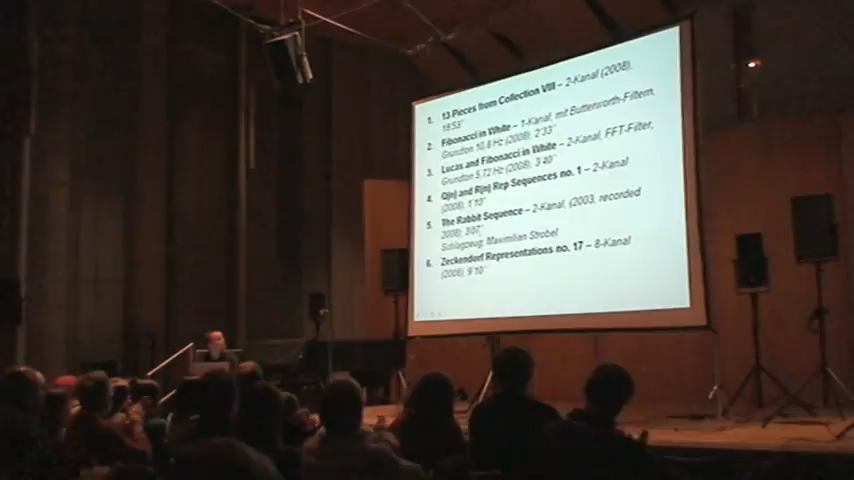 1. 13 Pieces from Collection VIII – 2-Kanal (2008),
18'53"
2. Fibonacci in White – 1-Kanal, mit Butterworth-Filtern,
Grundton 10,8 Hz (2008), 2'33"
3. Lucas and Fibonacci in White – 2-Kanal, FFT-Filter,
Grundton 5.72 Hz (2008), 3'40"
4. Q(n) and R(n) Rep Sequences no. 1 – 2-Kanal
(2008), 1'10"
5. The Rabbit Sequence – 2-Kanal, (2003, recorded
2008), 3'07"
Schlagzeug: Maximilian Strobel
6. Zeckendorf Representations no. 17 – 8-Kanal
(2008), 9'10"